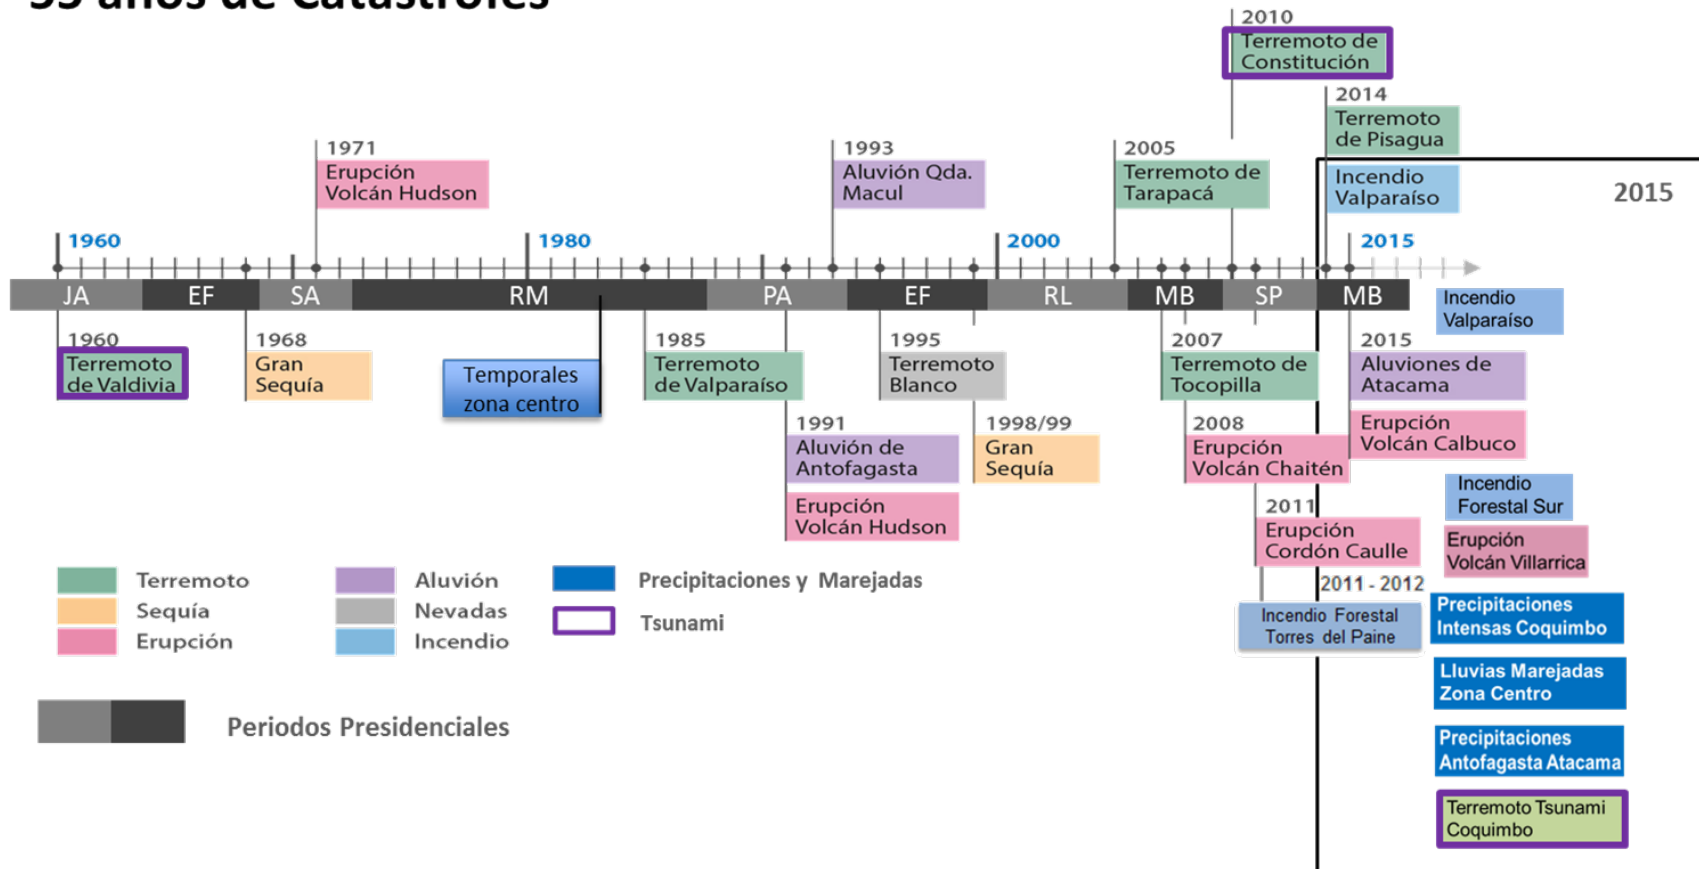 55 años de Catástrofes
2010
Terremoto de
Constitución
2014
Terremoto
de Pisagua
Incendio
Valparaíso
2015
1971
Erupción
Volcán Hudson
1993
Aluvión Qda.
Macul
2005
Terremoto de
Tarapacá
1960
1980
2000
2015
JA
EF
SA
RM
PA
EF
RL
MB
SP
MB
Incendio
Valparaíso
1960
Terremoto
de Valdivia
1968
Gran
Sequía
Temporales
zona centro
1985
Terremoto
de Valparaíso
1995
Terremoto
Blanco
2007
Terremoto de
Tocopilla
2015
Aluviones de
Atacama
1991
Aluvión de
Antofagasta
Erupción
Volcán Hudson
1998/99
Gran
Sequía
2008
Erupción
Volcán Chaitén
Erupción
Volcán Calbuco
Incendio
Forestal Sur
2011
Erupción
Cordón Caulle
Erupción
Volcán Villarrica
2011 - 2012
Incendio Forestal
Torres del Paine
Precipitaciones
Intensas Coquimbo
Lluvias Marejadas
Zona Centro
Precipitaciones
Antofagasta Atacama
Terremoto Tsunami
Coquimbo
Terremoto
Sequía
Erupción
Aluvión
Nevadas
Incendio
Precipitaciones y Marejadas
Tsunami
Periodos Presidenciales